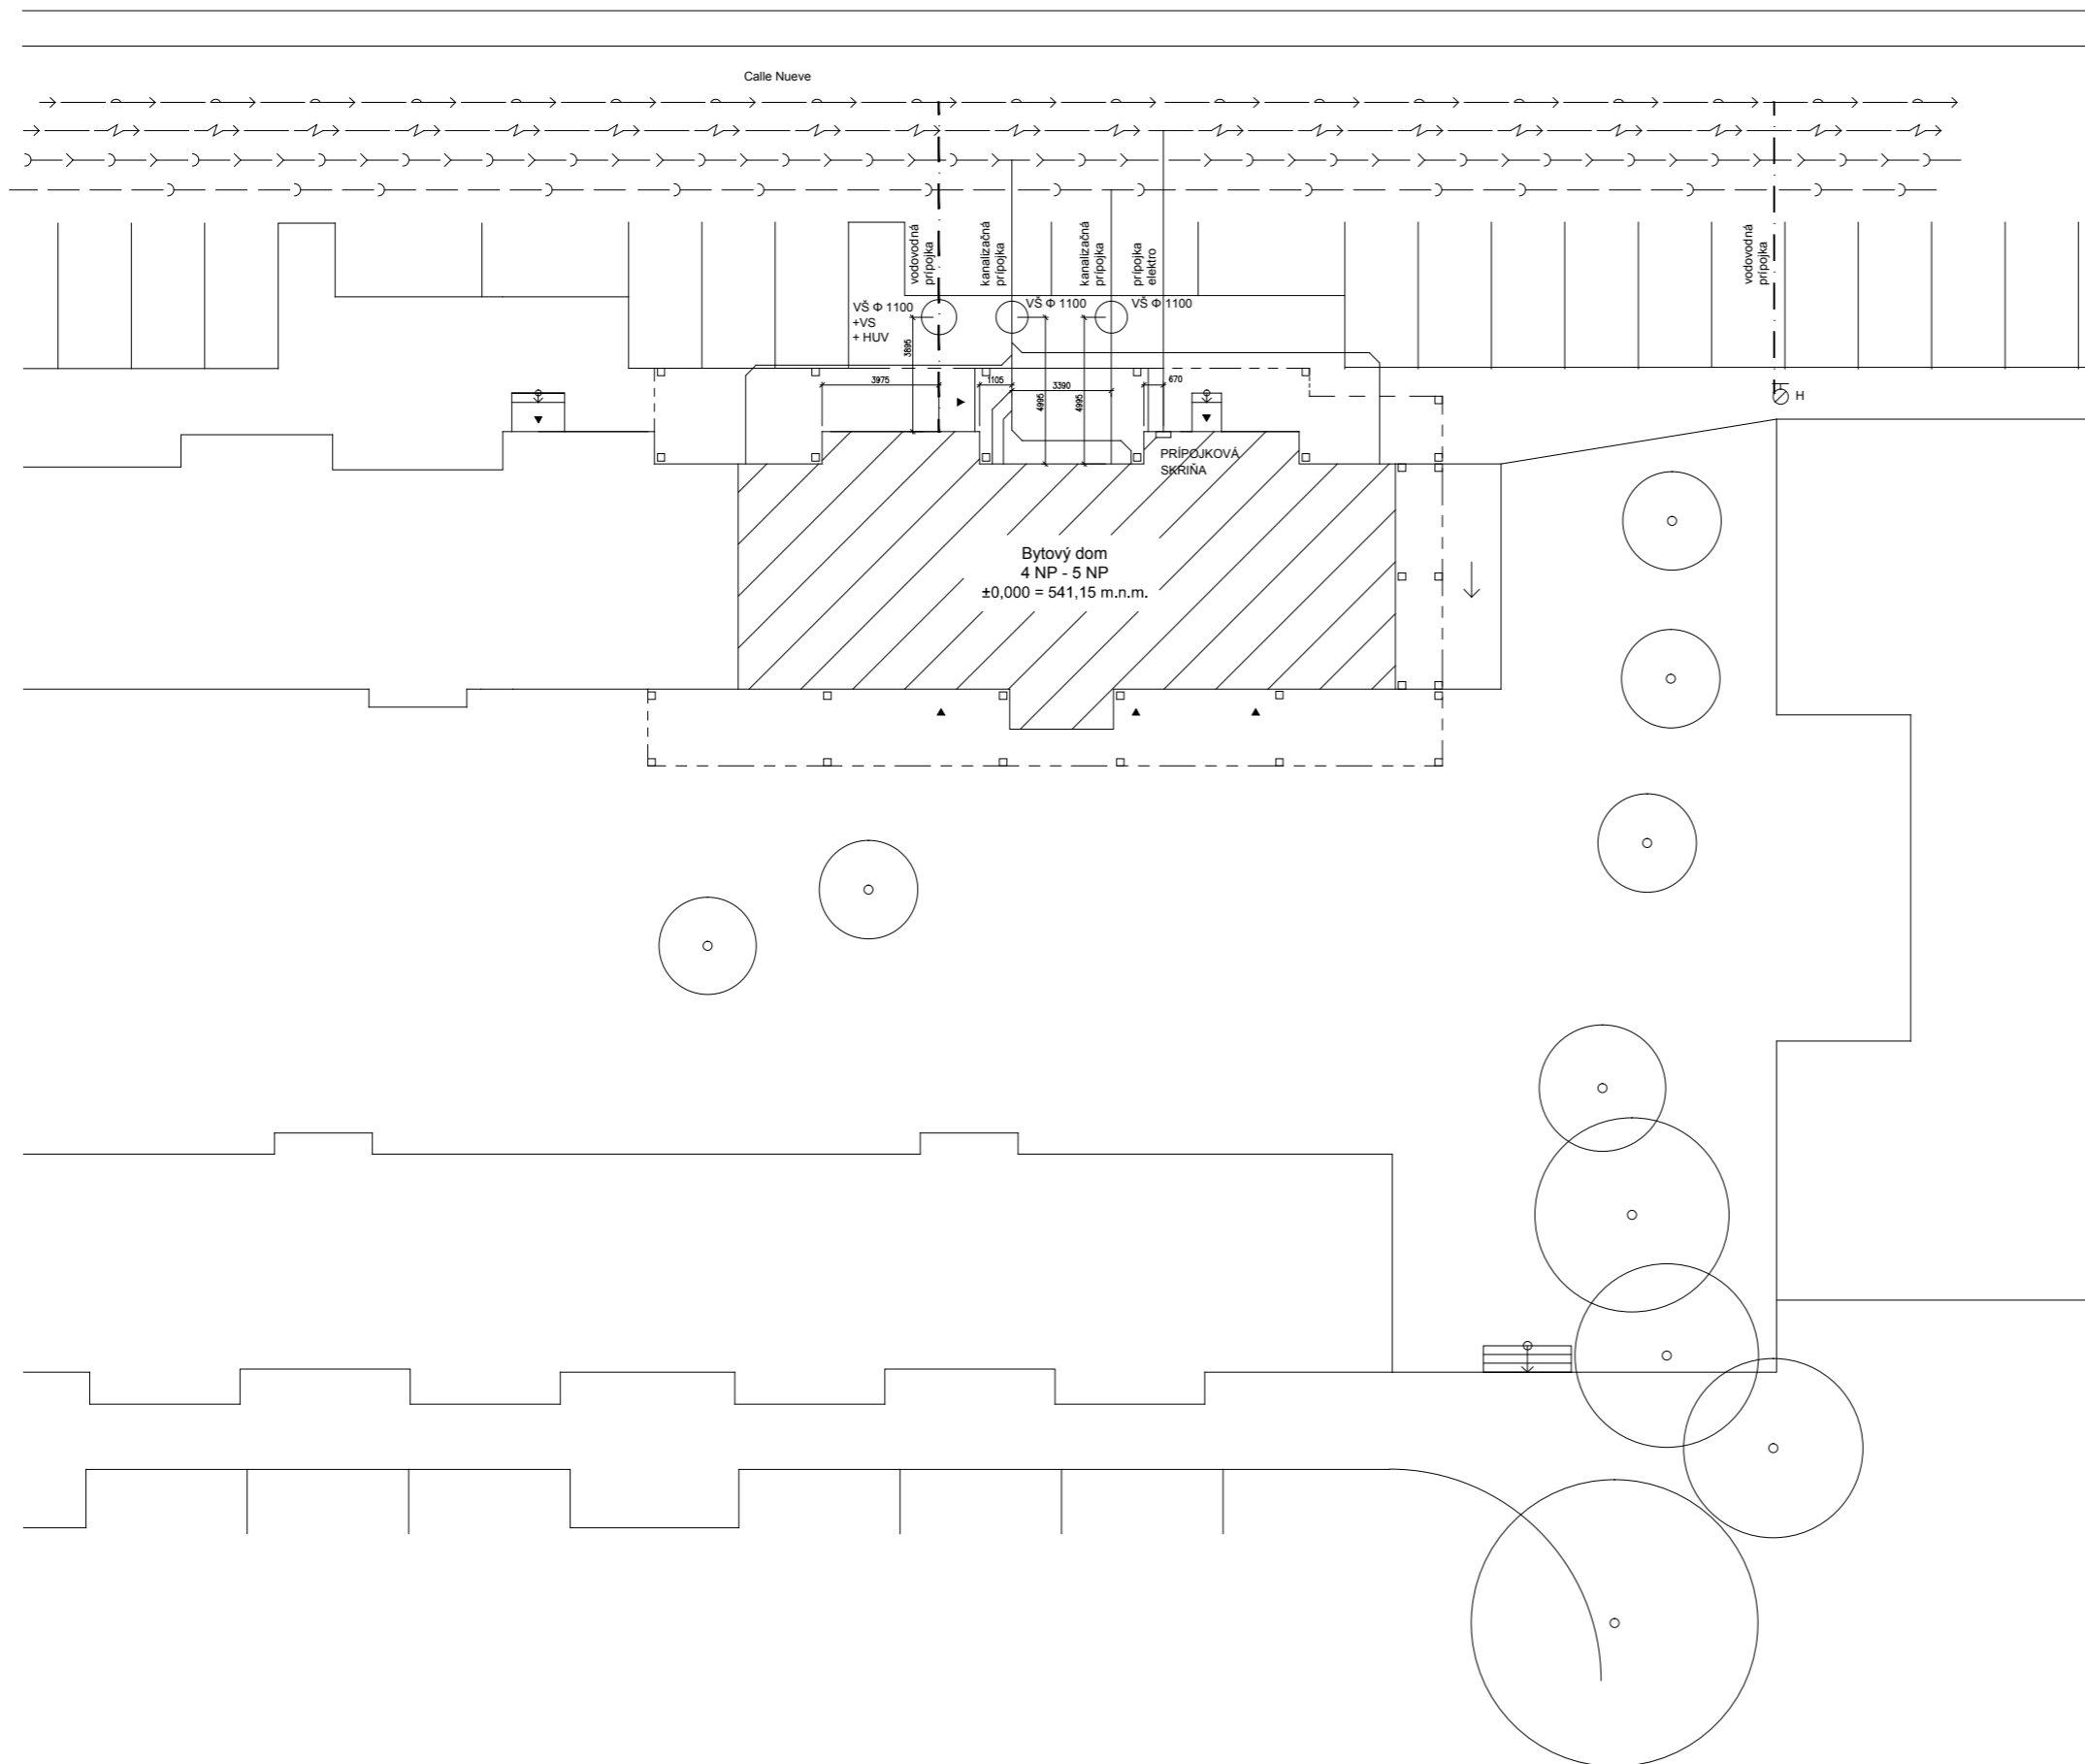 Calle Nueve
vodovodná
prípojka
kanalizačná
prípojka
kanalizačná
prípojka
prípojka
elektro
vodovodná
prípojka
VŠ Φ 1100
+VS
+ HUV
VŠ Φ 1100
VŠ Φ 1100
3895
3975
1105
3390
670
4995
4995
H
PRÍPOJKOVÁ
SKRIŇA
Bytový dom
4 NP - 5 NP
±0,000 = 541,15 m.n.m.